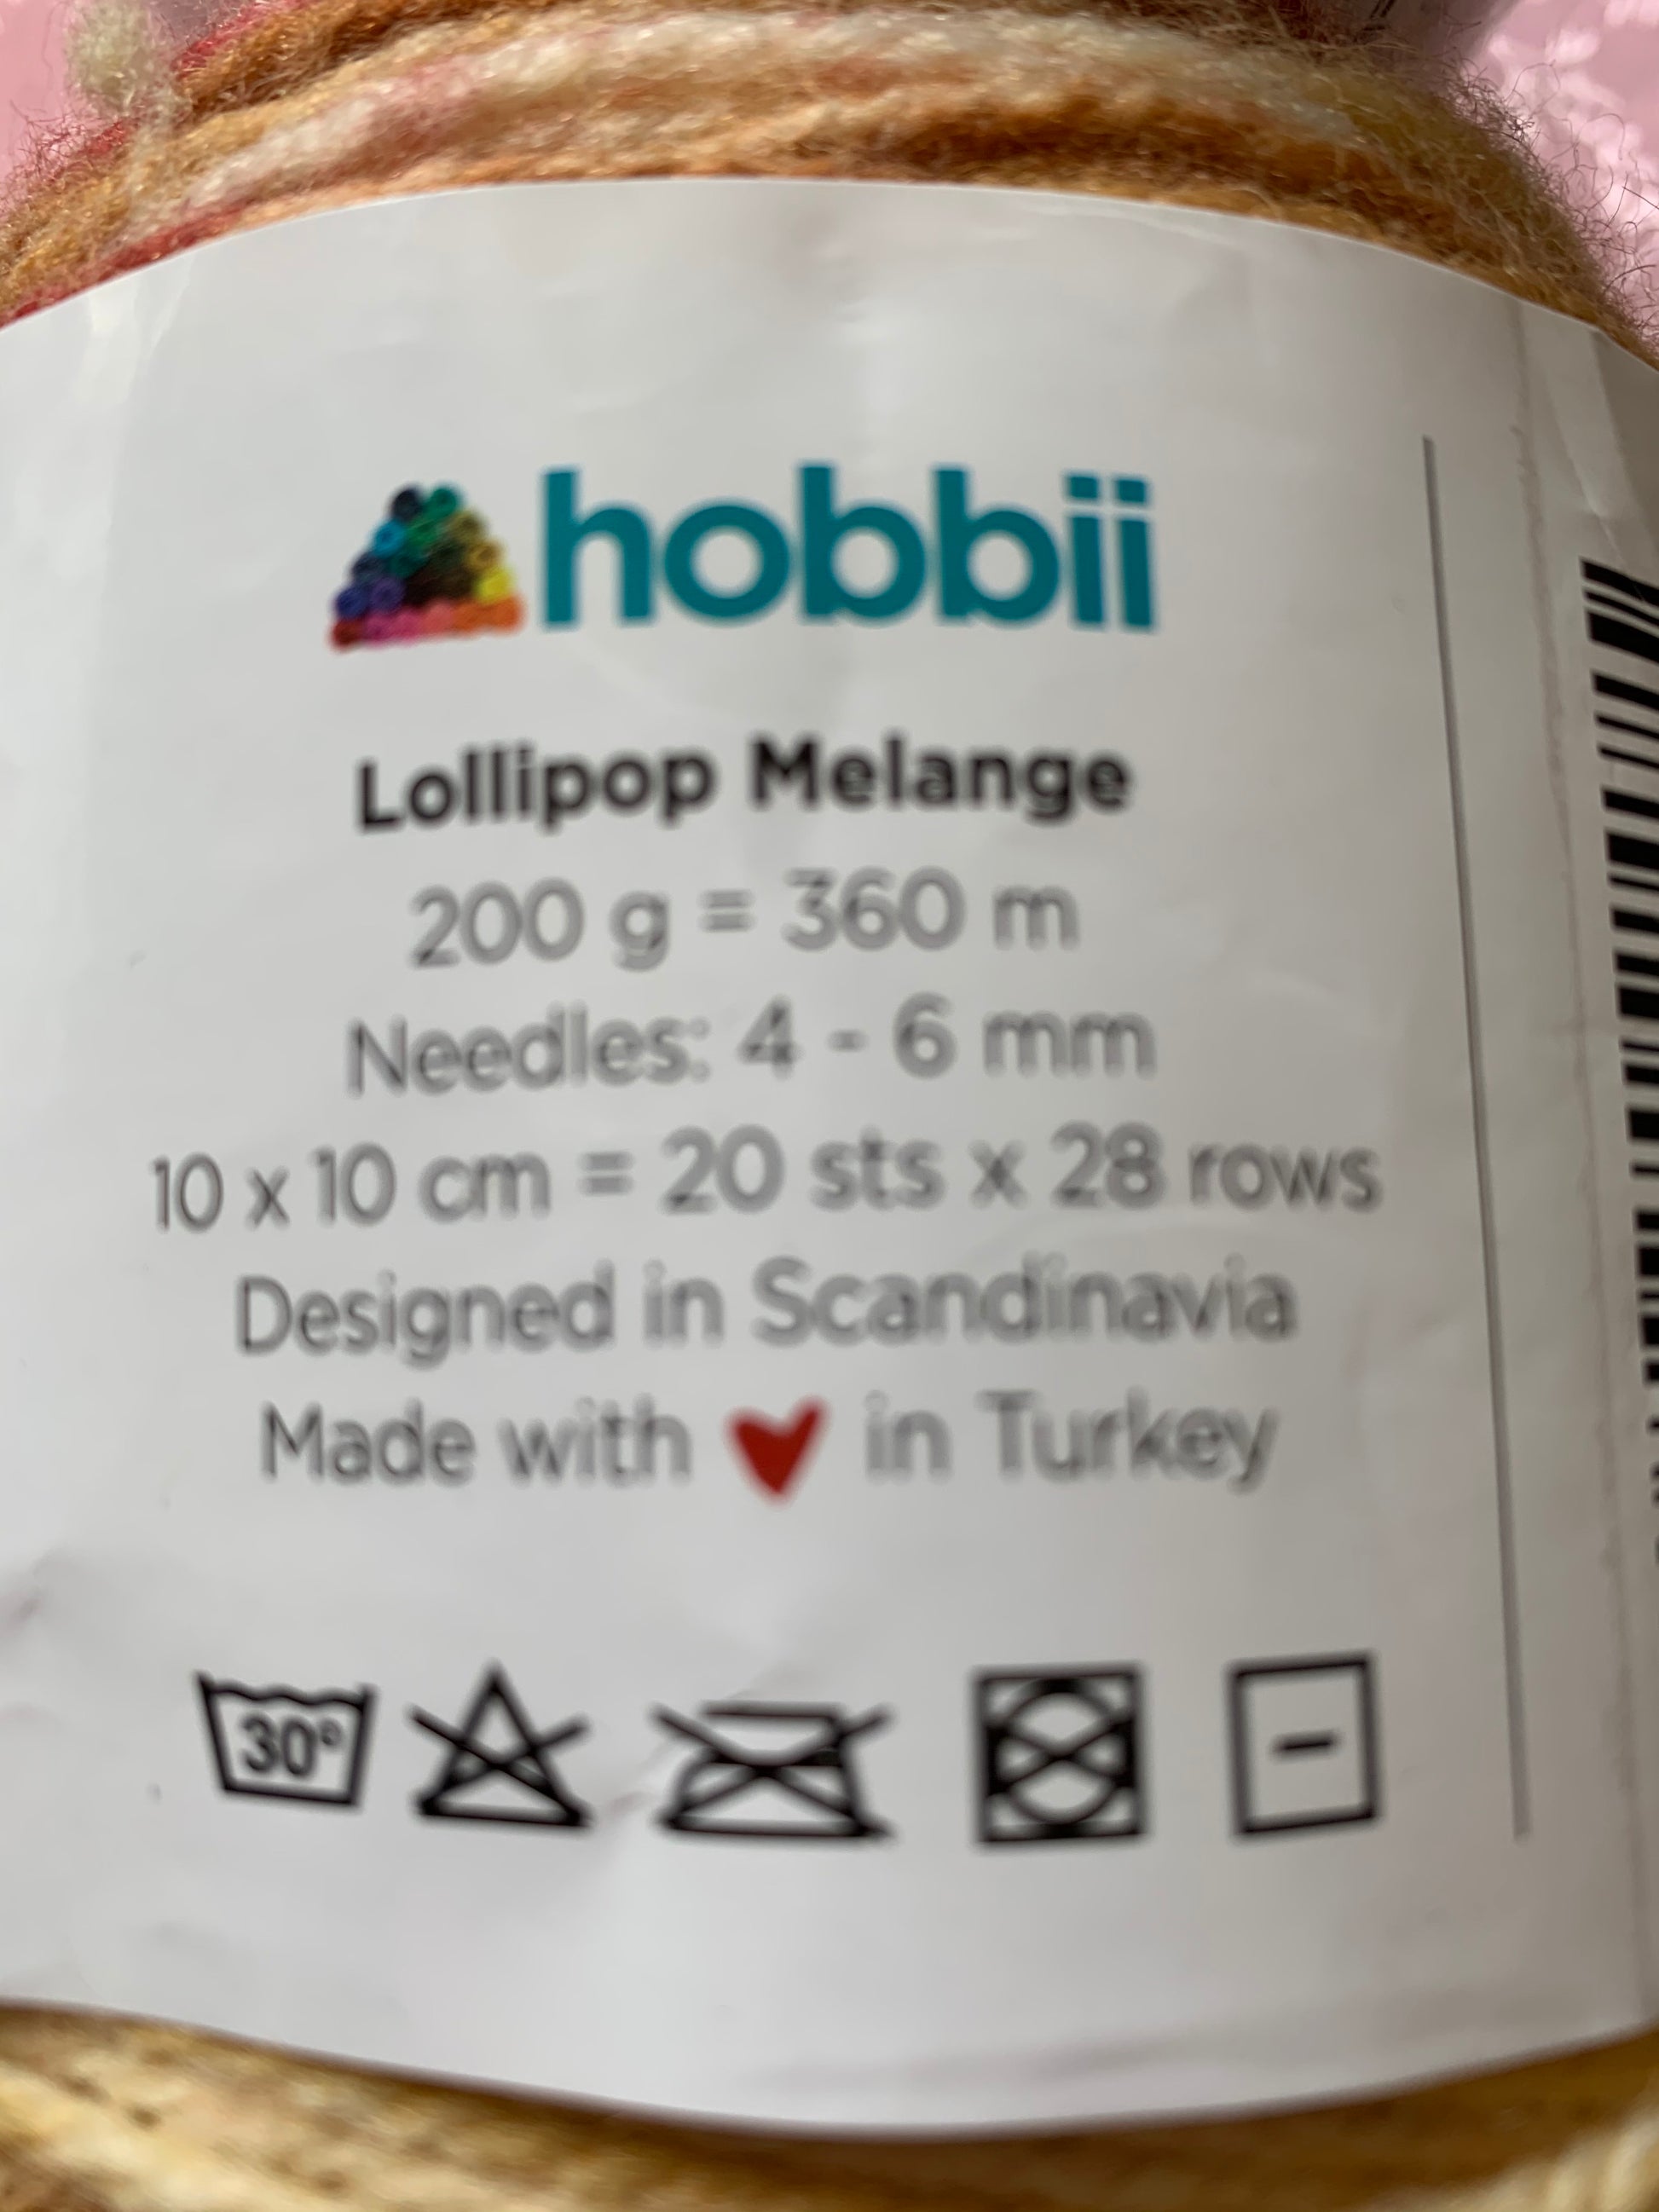 hobbii
Lollipop Melange
200 g = 360 m
Needles: 4 - 6 mm
10 x 10 cm = 20 sts x 28 rows
Designed in Scandinavia
Made with ❤ in Turkey
30°